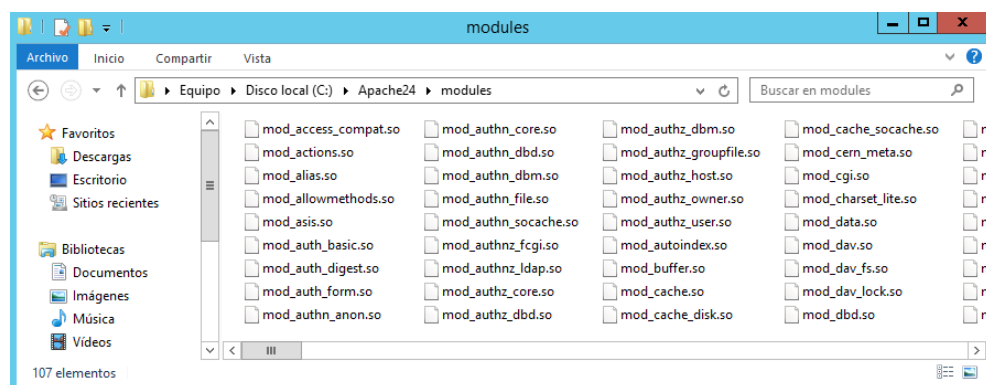 modules
Archivo Inicio Compartir Vista
Equipo Disco local (C:) Apache24 modules Buscar en modules
Favoritos
Descargas
Escritorio
Sitios recientes
Bibliotecas
Documentos
Imágenes
Música
Vídeos
mod_access_compat.so mod_authn_core.so mod_authz_dbm.so mod_cache_socache.so
mod_actions.so mod_authn_dbd.so mod_authz_groupfile.so mod_cern_meta.so
mod_alias.so mod_authn_dbm.so mod_authz_host.so mod_cgi.so
mod_allowmethods.so mod_authn_file.so mod_authz_owner.so mod_charset_lite.so
mod_asis.so mod_authn_socache.so mod_authz_user.so mod_data.so
mod_auth_basic.so mod_authnz_fcgi.so mod_autoindex.so mod_dav.so
mod_auth_digest.so mod_authnz_ldap.so mod_buffer.so mod_dav_fs.so
mod_auth_form.so mod_authz_core.so mod_cache.so mod_dav_lock.so
mod_authn_anon.so mod_authz_dbd.so mod_cache_disk.so mod_dbd.so
107 elementos